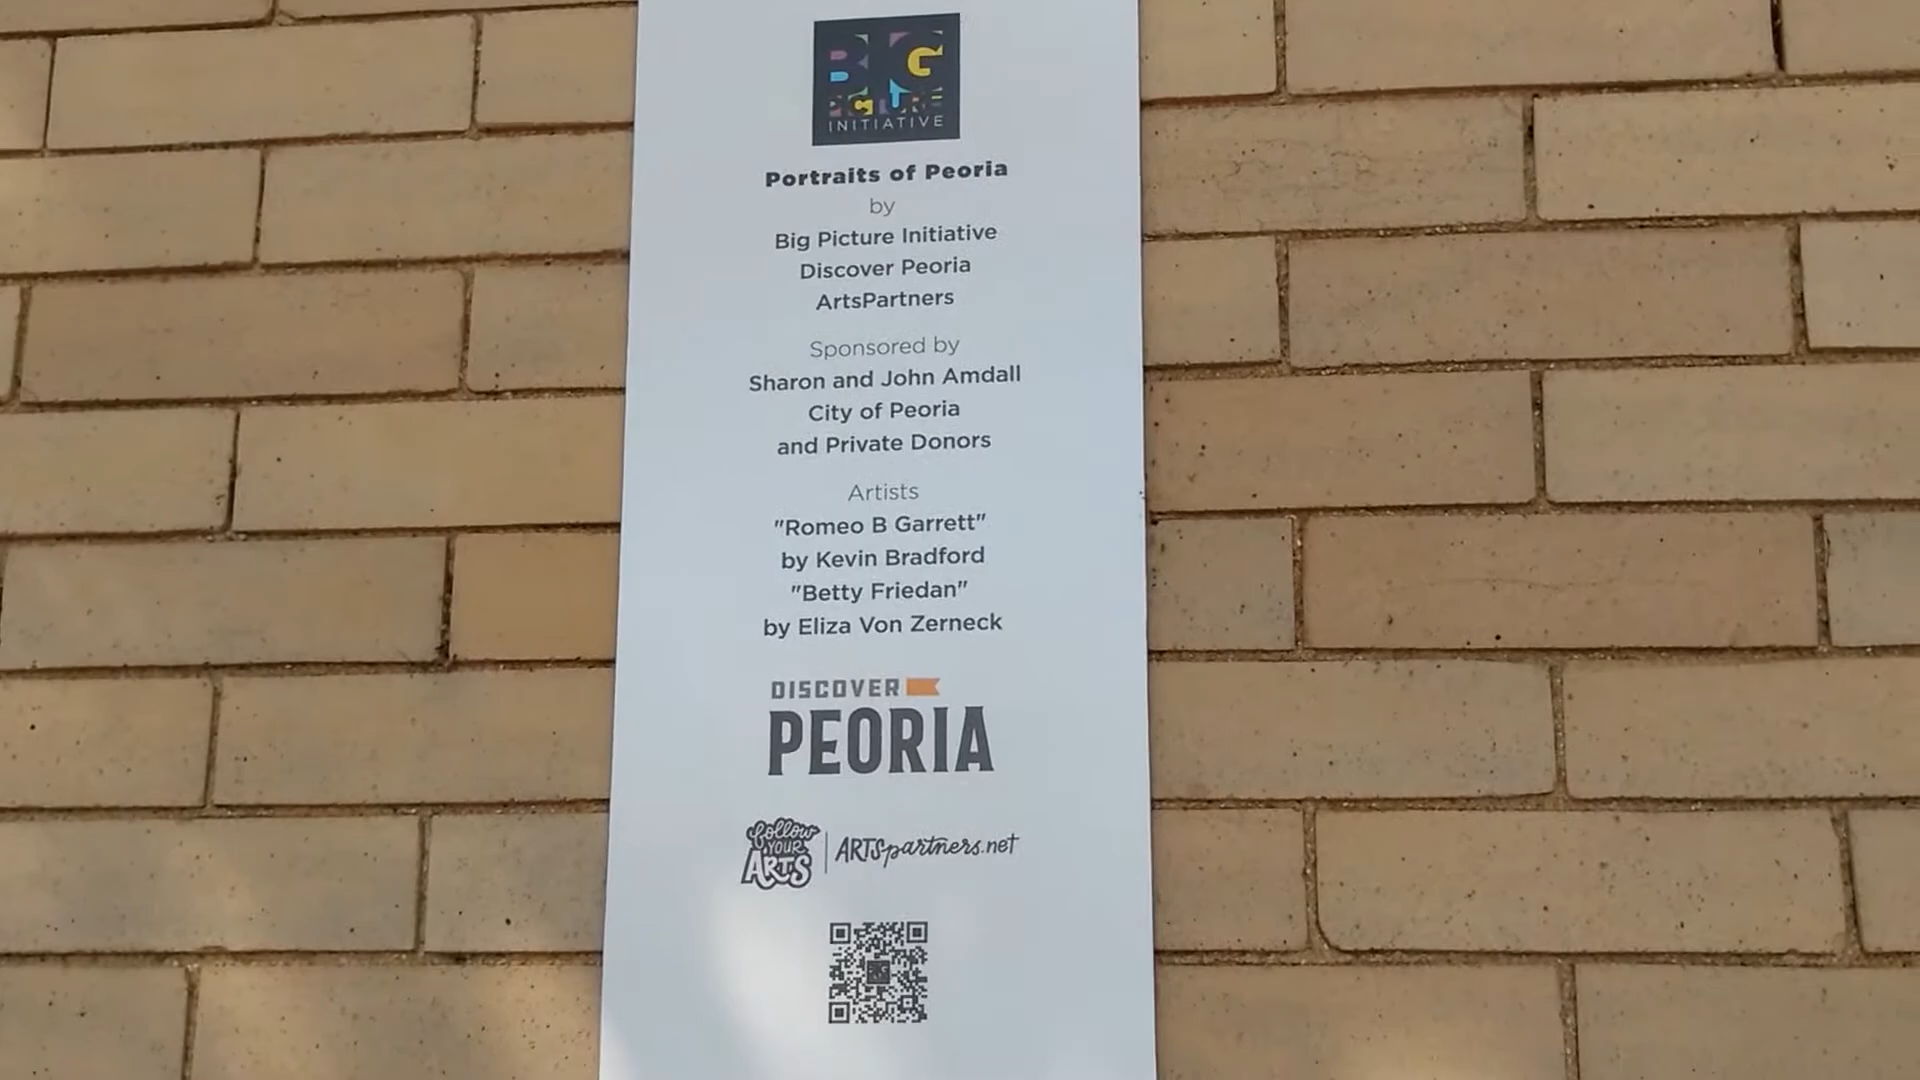 BIG
PICTURE
INITIATIVE
Portraits of Peoria
by
Big Picture Initiative
Discover Peoria
ArtsPartners
Sponsored by
Sharon and John Amdall
City of Peoria
and Private Donors
Artists
"Romeo B Garrett"
by Kevin Bradford
"Betty Friedan"
by Eliza Von Zerneck
DISCOVER
PEORIA
follow
YOUR
ARTS
ARTSpartners.net